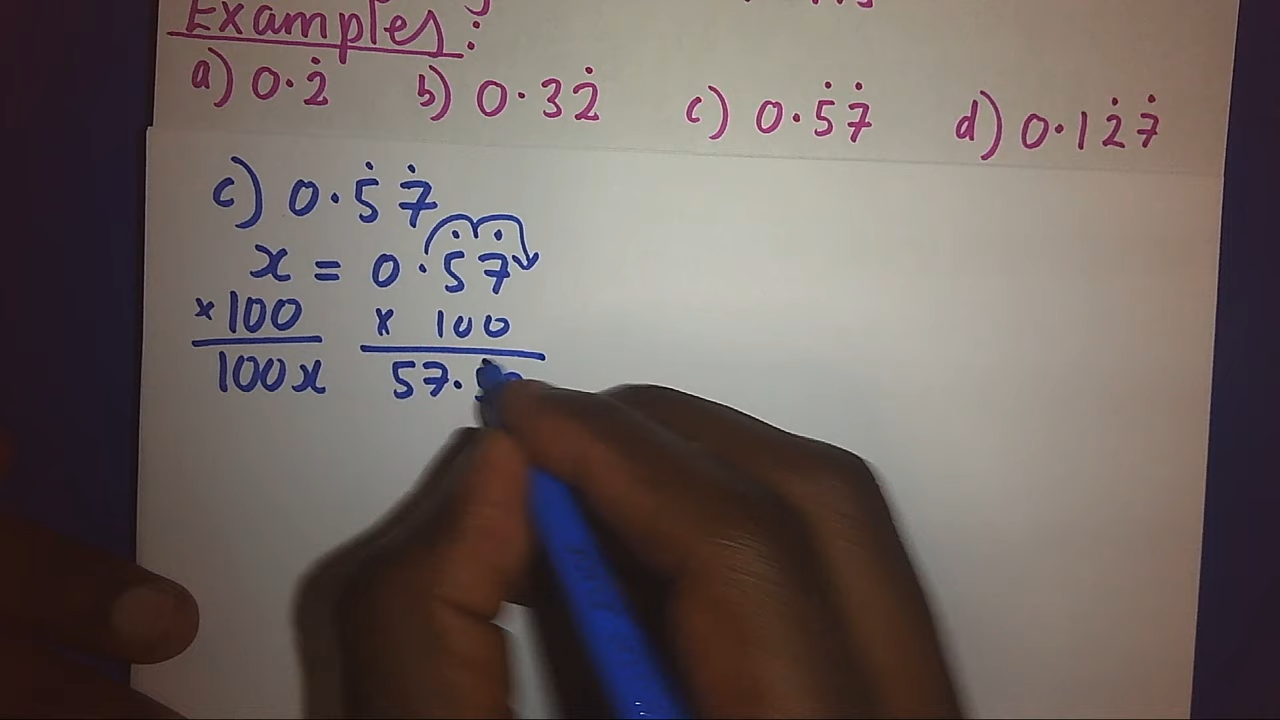 Examples:
a) 0.2̇ b) 0.32̇ c) 0.5̇7̇ d) 0.12̇7̇
c) 0.5̇7̇
x = 0.5̇7̇
×100 × 100
100x 57.